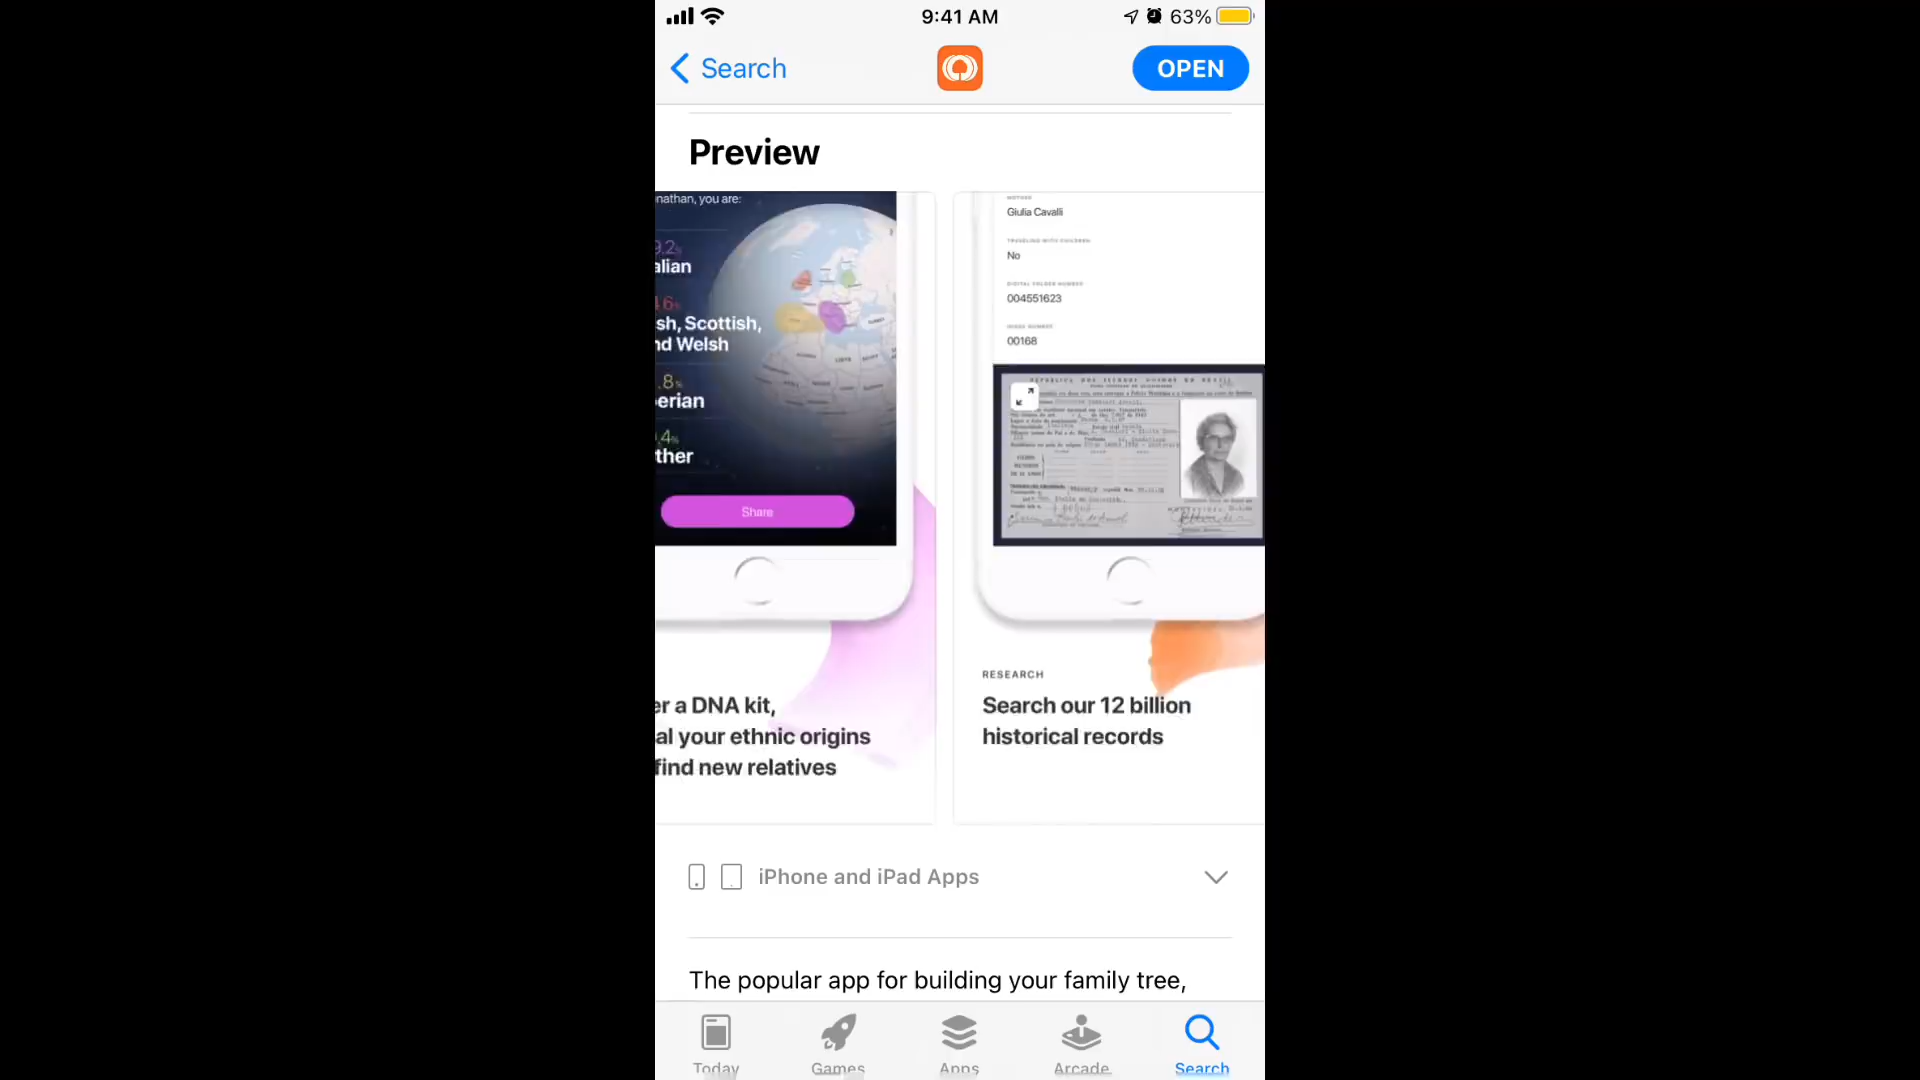 9:41 AM
63%
Search
OPEN
Preview
nathan, you are:
9.2%
alian
46%
sh, Scottish,
nd Welsh
.8%
erian
.4%
ther
Share
er a DNA kit,
al your ethnic origins
find new relatives
MOTHER
Giulia Cavalli
TRAVELING WITH CHILDREN
No
DIGITAL FOLDER NUMBER
004551623
IMAGE NUMBER
00168
RESEARCH
Search our 12 billion
historical records
iPhone and iPad Apps
The popular app for building your family tree,
Today
Games
Apps
Arcade
Search